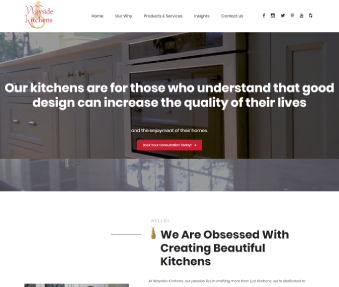 Wayside
Kitchens
Home
Our Why
Products & Services
Insights
Contact us
Our kitchens are for those who understand that good
design can increase the quality of their lives
and the enjoyment of their homes.
Book Your Consultation Today!
HELLO!
We Are Obsessed With
Creating Beautiful
Kitchens
At Wayside Kitchens, our passion lies in crafting more than just kitchens; we're dedicated to